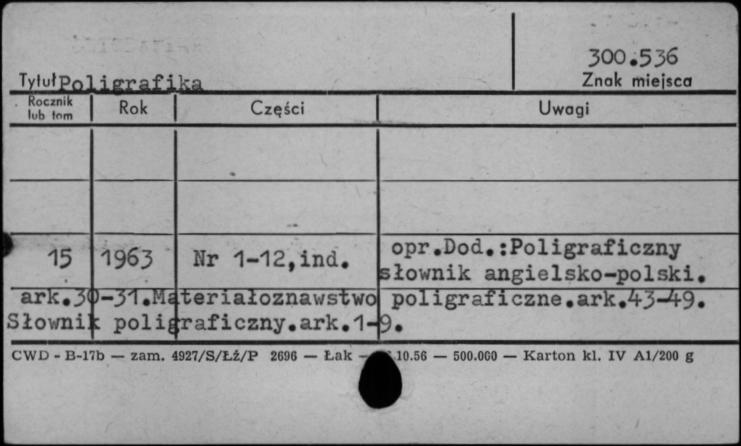 300.536
Tytuł Poligrafika
Znak miejsca
Rocznik lub tom Rok Części Uwagi
15 1963 Nr 1-12,ind. opr.Dod.:Poligraficzny
słownik angielsko-polski.
ark.30-31.Materiałoznawstwo poligraficzne.ark.43-49.
Słownik poligraficzny.ark.1-9.
CWD - B-17b — zam. 4927/S/ŁŻ/P 2696 — Łak — .10.56 — 500.000 — Karton kl. IV A1/200 g